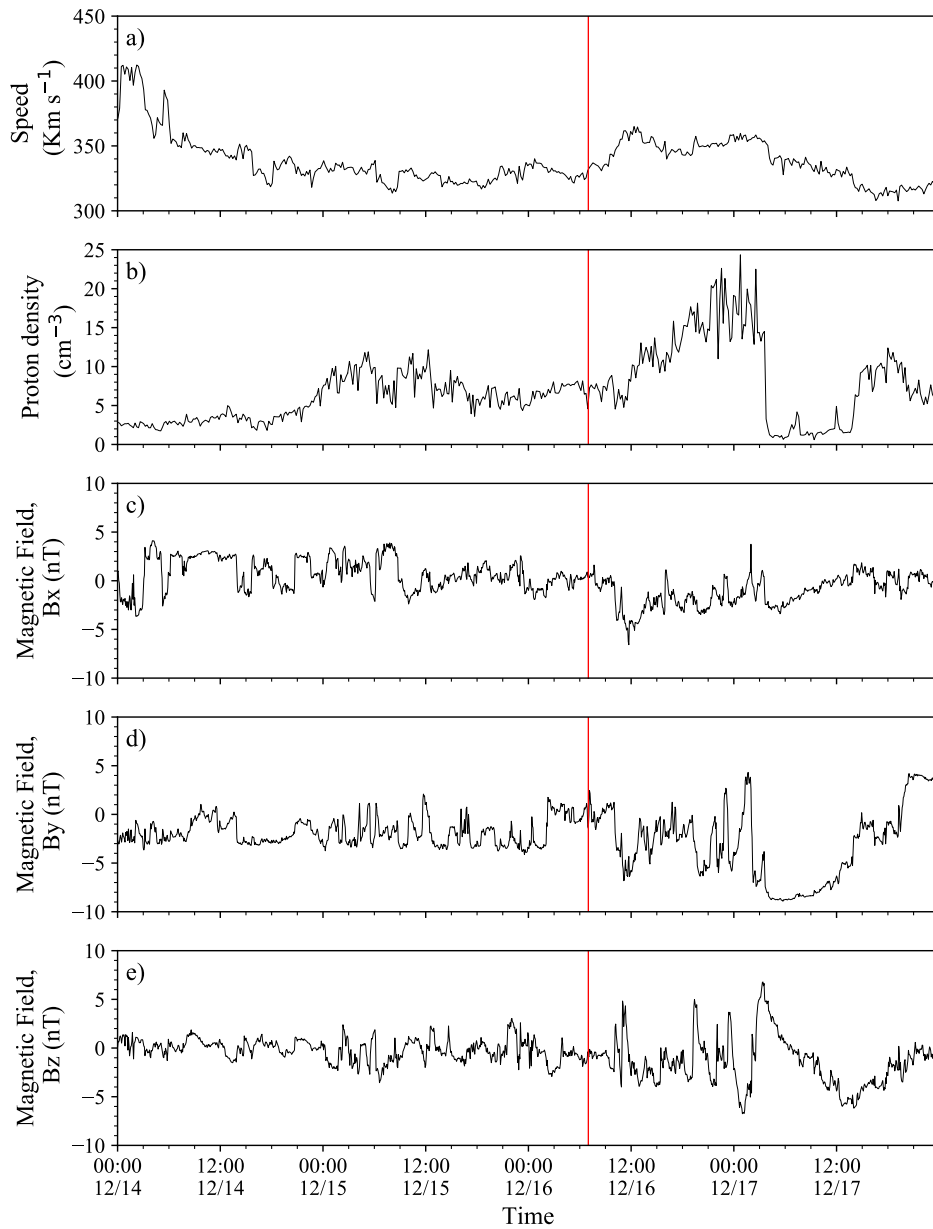 a)
Speed
(Km s⁻¹)
450
400
350
300
b)
Proton density
(cm⁻³)
25
20
15
10
5
0
c)
Magnetic Field,
Bx (nT)
10
5
0
−5
−10
d)
Magnetic Field,
By (nT)
10
5
0
−5
−10
e)
Magnetic Field,
Bz (nT)
10
5
0
−5
−10
00:00 12:00 00:00 12:00 00:00 12:00 00:00 12:00
12/14 12/14 12/15 12/15 12/16 12/16 12/17 12/17
Time